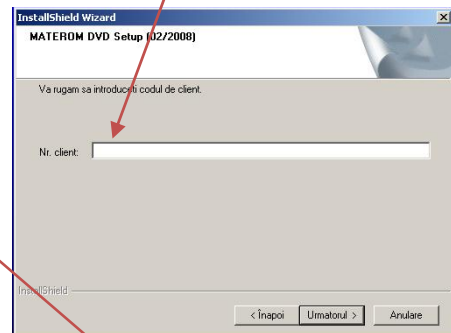 InstallShield Wizard
MATEROM DVD Setup (02/2008)
Va rugam sa introduceti codul de client.
Nr. client:
InstallShield
< Înapoi
Urmatorul >
Anulare